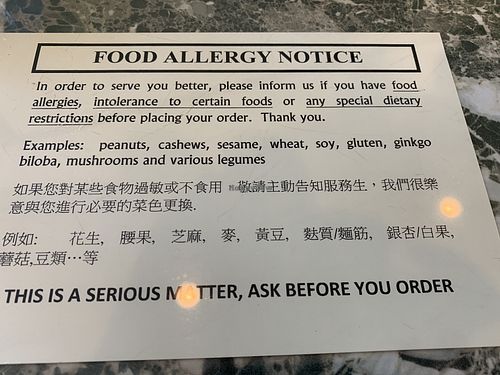 FOOD ALLERGY NOTICE
In order to serve you better, please inform us if you have food
allergies, intolerance to certain foods or any special dietary
restrictions before placing your order. Thank you.
Examples: peanuts, cashews, sesame, wheat, soy, gluten, ginkgo
biloba, mushrooms and various legumes
如果您對某些食物過敏或不食用 敬請主動告知服務生，我們很樂
意與您進行必要的菜色更換.
例如: 花生, 腰果, 芝麻, 麥, 黃豆, 麩質/麵筋, 銀杏/白果,
蘑菇,豆類…等
THIS IS A SERIOUS MATTER, ASK BEFORE YOU ORDER